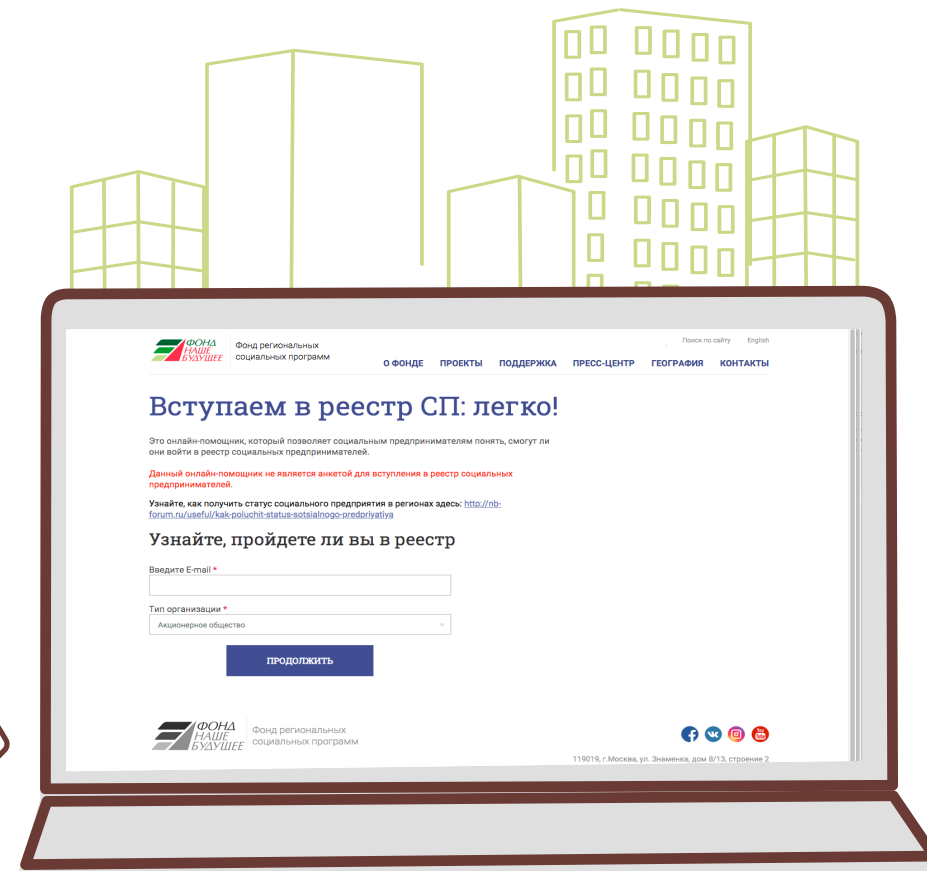 ФОНД
НАШЕ
БУДУЩЕЕ
Фонд региональных
социальных программ
Поиск по сайту English
О ФОНДЕ ПРОЕКТЫ ПОДДЕРЖКА ПРЕСС-ЦЕНТР ГЕОГРАФИЯ КОНТАКТЫ
Вступаем в реестр СП: легко!
Это онлайн-помощник, который позволяет социальным предпринимателям понять, смогут ли
они войти в реестр социальных предпринимателей.
Данный онлайн-помощник не является анкетой для вступления в реестр социальных
предпринимателей.
Узнайте, как получить статус социального предприятия в регионах здесь: http://nb-
forum.ru/useful/kak-poluchit-status-sotsialnogo-predpriyatiya
Узнайте, пройдете ли вы в реестр
Введите E-mail *
Тип организации *
Акционерное общество
ПРОДОЛЖИТЬ
ФОНД
НАШЕ
БУДУЩЕЕ
Фонд региональных
социальных программ
You
Tube
119019, г.Москва, ул. Знаменка, дом 8/13, строение 2